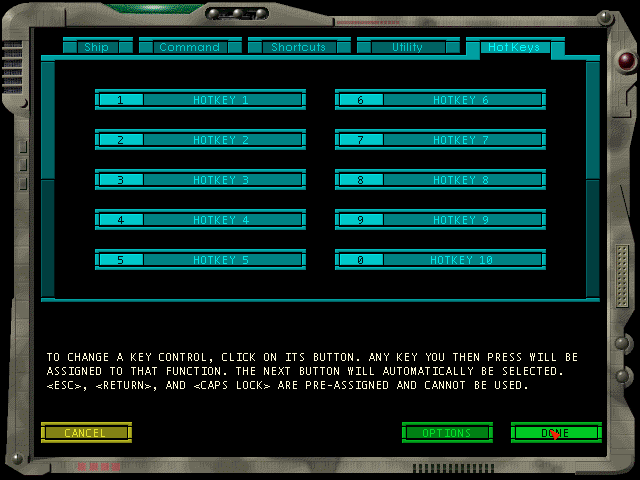 Ship Command Shortcuts Utility HotKeys
1 HOTKEY 1 6 HOTKEY 6
2 HOTKEY 2 7 HOTKEY 7
3 HOTKEY 3 8 HOTKEY 8
4 HOTKEY 4 9 HOTKEY 9
5 HOTKEY 5 0 HOTKEY 10
TO CHANGE A KEY CONTROL, CLICK ON ITS BUTTON. ANY KEY YOU THEN PRESS WILL BE
ASSIGNED TO THAT FUNCTION. THE NEXT BUTTON WILL AUTOMATICALLY BE SELECTED.
<ESC>, <RETURN>, AND <CAPS LOCK> ARE PRE-ASSIGNED AND CANNOT BE USED.
CANCEL OPTIONS DONE